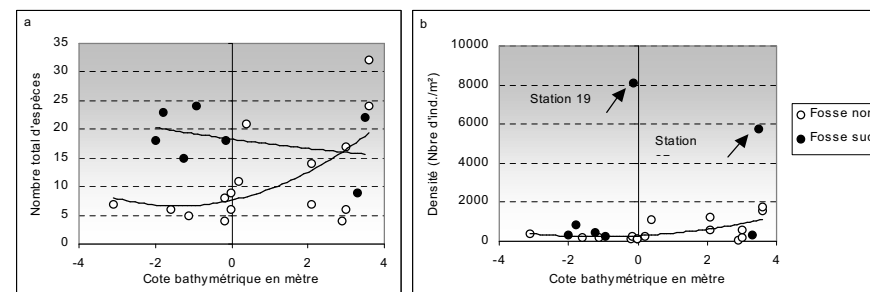 a
35
30
25
20
15
10
5
0
-4 -2 0 2 4
Nombre total d'espèces
Cote bathymétrique en mètre
b
10000
8000
6000
4000
2000
0
-4 -2 0 2 4
Densité (Nbre d'ind./m²)
Station 19
Station
Cote bathymétrique en mètre
Fosse
Fosse